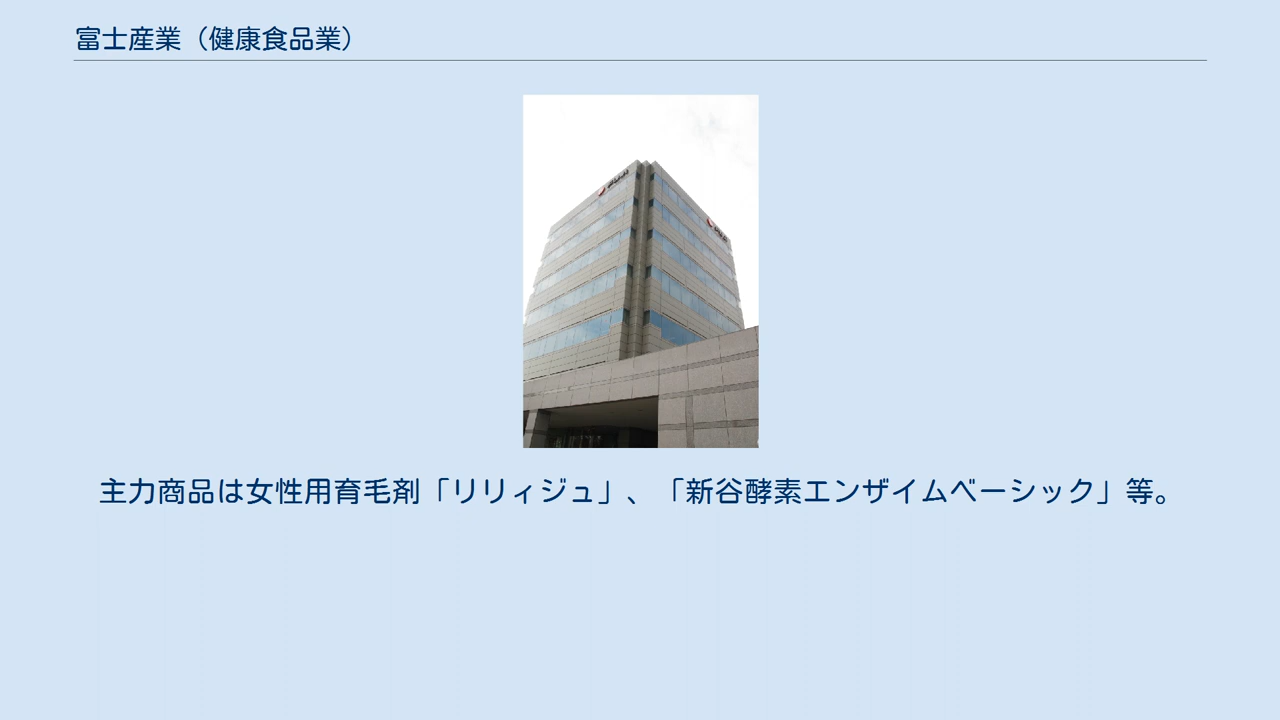 富士産業（健康食品業）
主力商品は女性用育毛剤「リリィジュ」、「新谷酵素エンザイムベーシック」等。